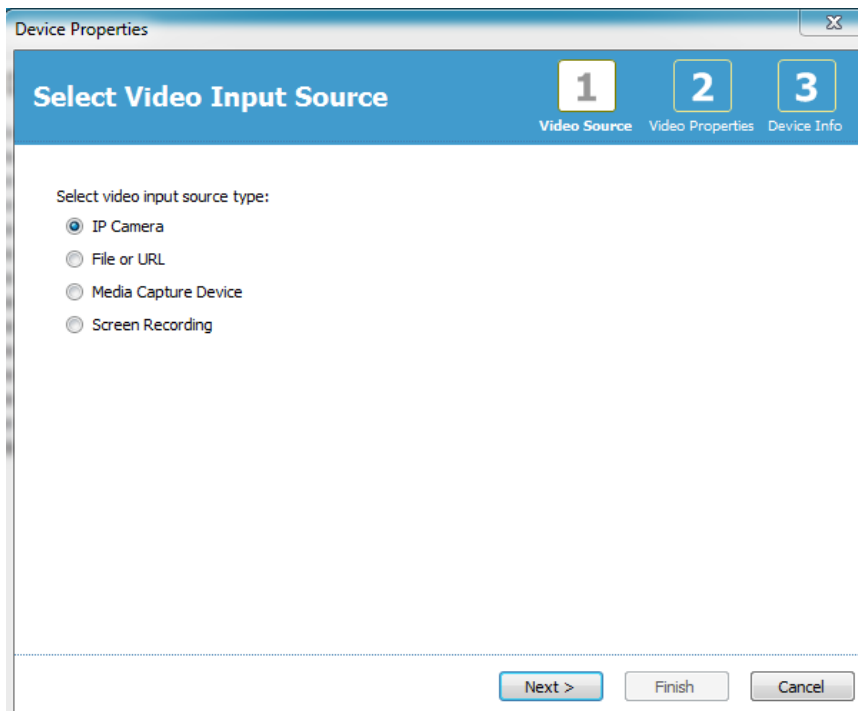 Device Properties
Select Video Input Source
1 2 3
Video Source Video Properties Device Info
Select video input source type:
IP Camera
File or URL
Media Capture Device
Screen Recording
Next > Finish Cancel